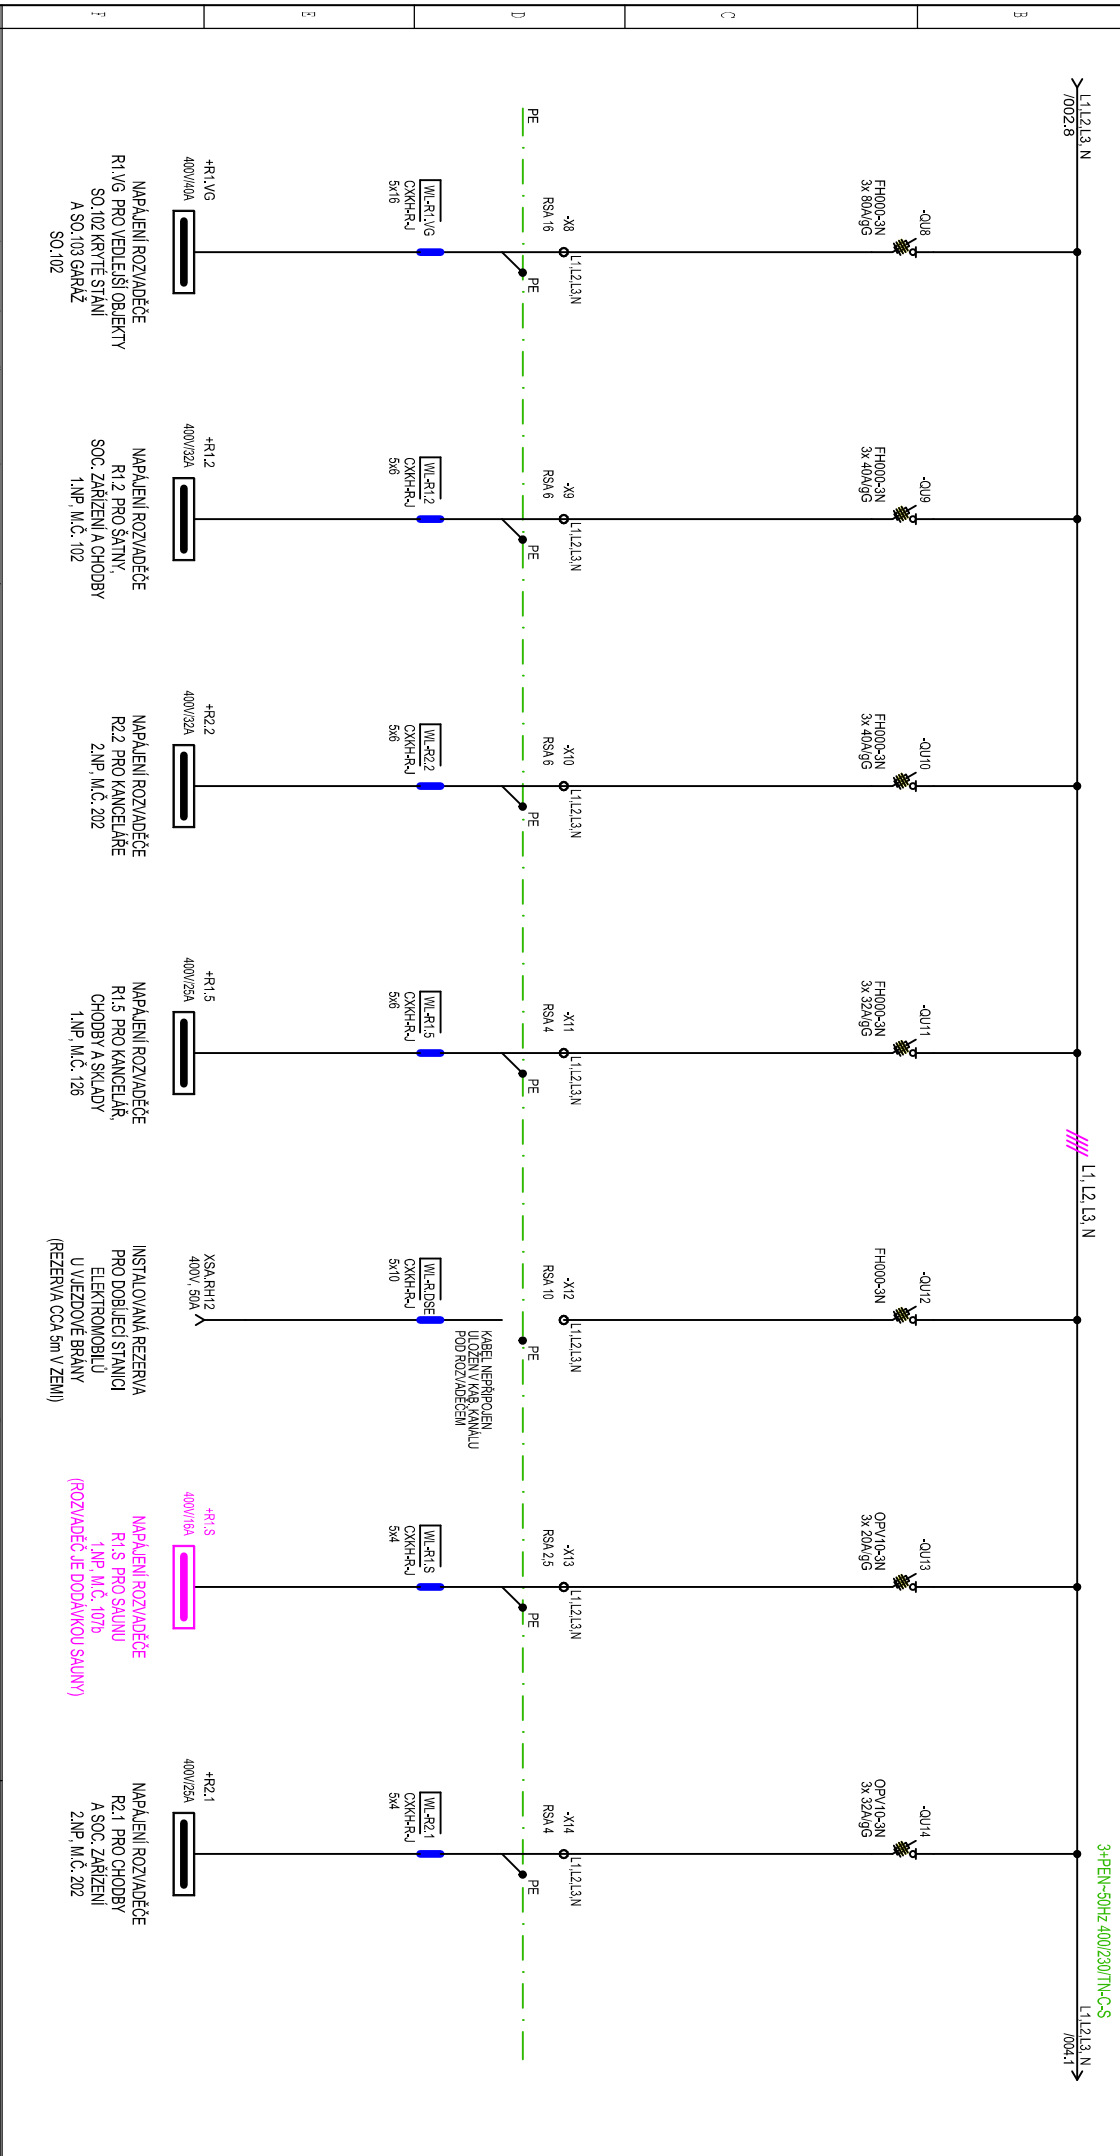 F
E
D
C
B
3+PEN~50Hz 400/230/TN-C-S
L1,L2,L3, N
/002.8
L1, L2, L3, N
L1,L2,L3, N
/004.1
-QU8
FH000-3N
3x 80A/gG
-QU9
FH000-3N
3x 40A/gG
-QU10
FH000-3N
3x 40A/gG
-QU11
FH000-3N
3x 32A/gG
-QU12
FH000-3N
-QU13
OPV10-3N
3x 20A/gG
-QU14
OPV10-3N
3x 32A/gG
-X8
RSA 16
L1,L2,L3,N
-X9
RSA 6
L1,L2,L3,N
-X10
RSA 6
L1,L2,L3,N
-X11
RSA 4
L1,L2,L3,N
-X12
RSA 10
L1,L2,L3,N
-X13
RSA 2,5
L1,L2,L3,N
-X14
RSA 4
L1,L2,L3,N
PE
PE
PE
PE
PE
PE
PE
PE
KABEL NEPŘIPOJEN
ULOŽEN V KAB. KANÁLU
POD ROZVADĚČEM
WL-R1.VG
CXKH-R-J
5x16
WL-R1.2
CXKH-R-J
5x6
WL-R2.2
CXKH-R-J
5x6
WL-R1.5
CXKH-R-J
5x6
WL-R.DSE
CXKH-R-J
5x10
WL-R1.S
CXKH-R-J
5x4
WL-R2.1
CXKH-R-J
5x4
+R1.VG
400V/40A
+R1.2
400V/32A
+R2.2
400V/32A
+R1.5
400V/25A
XSA.RH12
400V, 50A
+R1.S
400V/16A
+R2.1
400V/25A
NAPÁJENÍ ROZVADĚČE
R1.VG PRO VEDLEJŠÍ OBJEKTY
SO.102 KRYTÉ STÁNÍ
A SO.103 GARÁŽ
SO.102
NAPÁJENÍ ROZVADĚČE
R1.2 PRO ŠATNY,
SOC. ZAŘÍZENÍ A CHODBY
1.NP, M.Č. 102
NAPÁJENÍ ROZVADĚČE
R2.2 PRO KANCELÁŘE
2.NP, M.Č. 202
NAPÁJENÍ ROZVADĚČE
R1.5 PRO KANCELÁŘ,
CHODBY A SKLADY
1.NP, M.Č. 126
INSTALOVANÁ REZERVA
PRO DOBÍJECÍ STANICI
ELEKTROMOBILŮ
U VJEZDOVÉ BRÁNY
(REZERVA CCA 5m V ZEMI)
NAPÁJENÍ ROZVADĚČE
R1.S PRO SAUNU
1.NP, M.Č. 107b
(ROZVADĚČ JE DODÁVKOU SAUNY)
NAPÁJENÍ ROZVADĚČE
R2.1 PRO CHODBY
A SOC. ZAŘÍZENÍ
2.NP, M.Č. 202